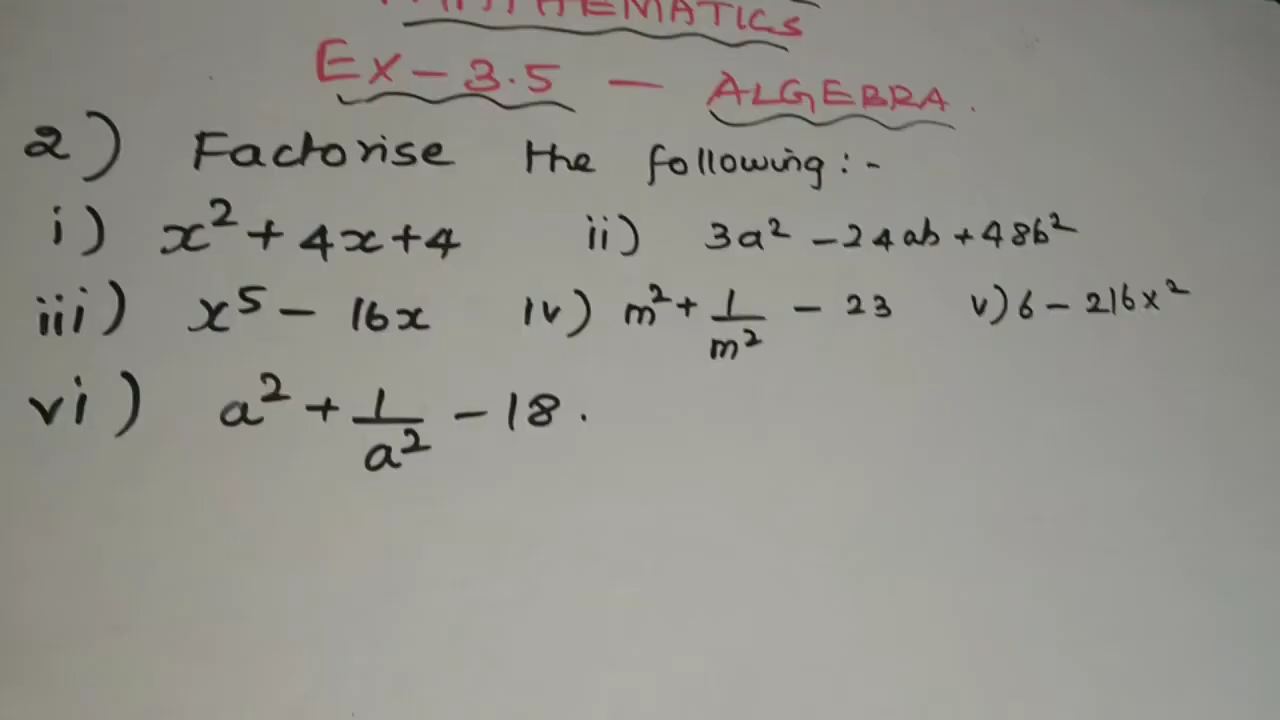 MATHEMATICS
Ex - 3.5 - ALGEBRA.
2) Factorise the following :-
i) x² + 4x + 4 ii) 3a² - 24ab + 48b²
iii) x⁵ - 16x iv) m² + 1/m² - 23 v) 6 - 216x²
vi) a² + 1/a² - 18.